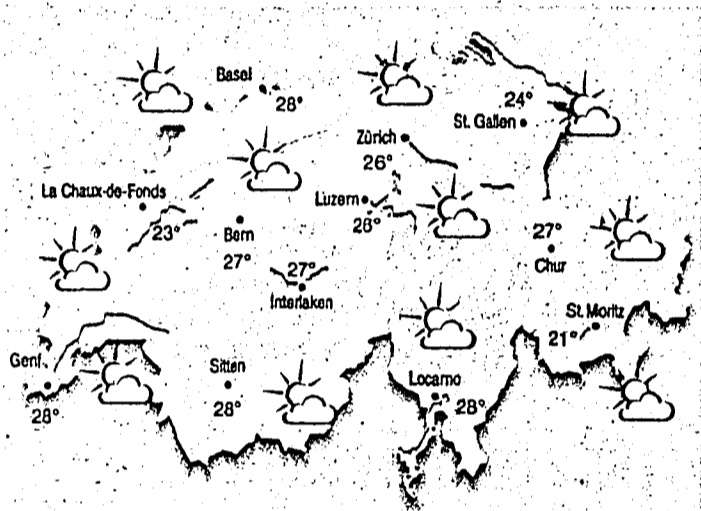 Basel
28°
24°
St. Gallen
Zürich
26°
La Chaux-de-Fonds
23°
Luzern
28°
Bern
27°
27°
Interlaken
27°
Chur
St. Moritz
21°
Genf
28°
Sitten
28°
Locarno
28°